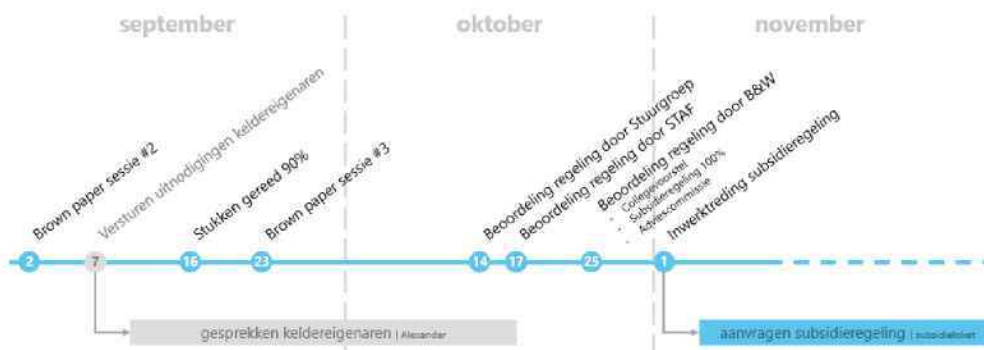 september
oktober
november
Brown paper sessie #2
Versturen uitnodigingen keldereigenaren
Stukken gereed 90%
Brown paper sessie #3
Beoordeling regeling door Stuurgroep
Beoordeling regeling door STAF
Beoordeling regeling door B&W
• Collegevoorstel
• Subsidieregeling 100%
• Adviescommissie
Inwerktreding subsidieregeling
2
7
16
23
14
17
25
1
gesprekken keldereigenaren | Alexander
aanvragen subsidieregeling | subsidieloket